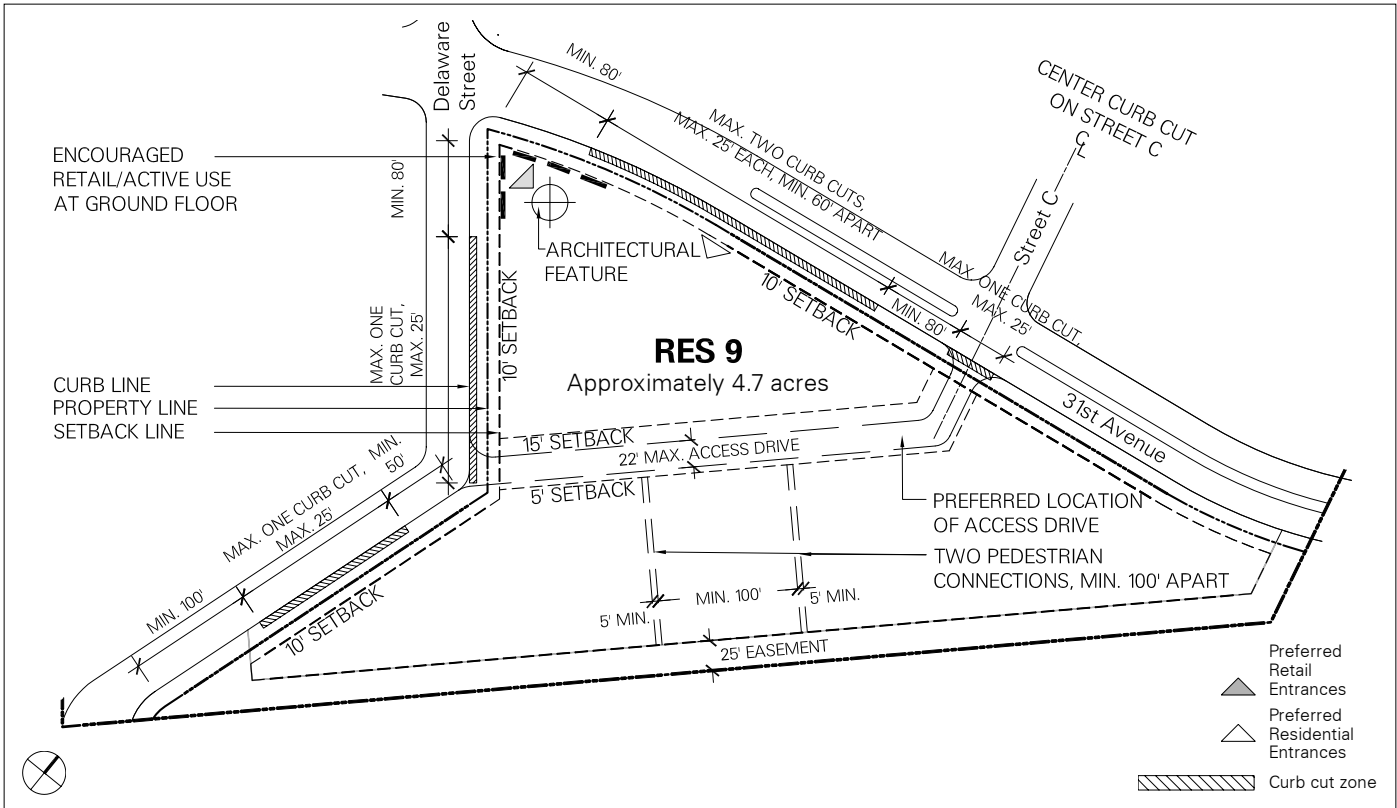 Delaware
Street
MIN. 80'
CENTER CURB CUT
ON STREET C
CL
MAX. TWO CURB CUTS,
MAX. 25' EACH, MIN. 60' APART
ENCOURAGED
RETAIL/ACTIVE USE
AT GROUND FLOOR
MIN. 80'
Street C
ARCHITECTURAL
FEATURE
MAX. ONE CURB CUT,
MAX. 25'
10' SETBACK
MIN. 80'
MAX. ONE
CURB CUT,
MAX. 25'
10' SETBACK
RES 9
Approximately 4.7 acres
CURB LINE
PROPERTY LINE
SETBACK LINE
31st Avenue
15' SETBACK
22' MAX. ACCESS DRIVE
5' SETBACK
MAX. ONE CURB CUT, MIN.
MAX. 25'
50'
PREFERRED LOCATION
OF ACCESS DRIVE
TWO PEDESTRIAN
CONNECTIONS, MIN. 100' APART
MIN. 100'
10' SETBACK
MIN. 100'
5' MIN.
5' MIN.
25' EASEMENT
Preferred
Retail
Entrances
Preferred
Residential
Entrances
Curb cut zone